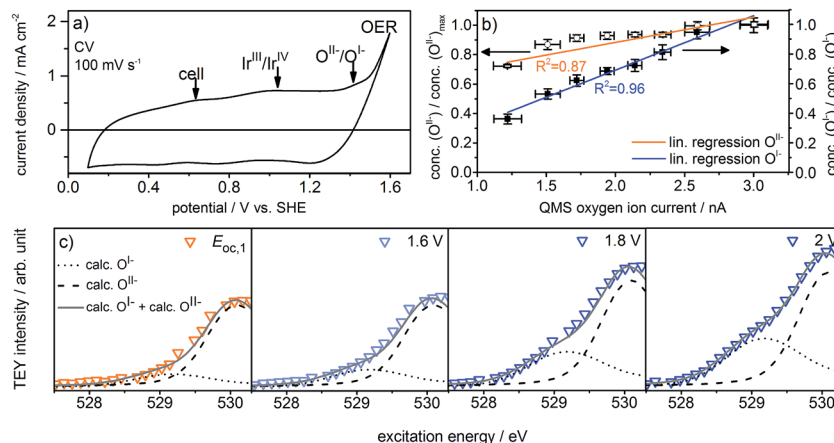 a)
CV
100 mV s⁻¹
cell
Irᴵᴵᴵ/Irᴵⱽ
Oᴵᴵ⁻/Oᴵ⁻
OER
current density / mA cm⁻²
2
1
0
-1
0.0 0.4 0.8 1.2 1.6
potential / V vs. SHE
b)
conc. (Oᴵᴵ⁻) / conc. (Oᴵᴵ⁻)max
1.0
0.8
0.6
0.4
0.2
0.0
R²=0.87
R²=0.96
lin. regression Oᴵᴵ⁻
lin. regression Oᴵ⁻
1.0 1.5 2.0 2.5 3.0
QMS oxygen ion current / nA
1.0
0.8
0.6
0.4
0.2
0.0
c)
TEY intensity / arb. unit
Eoc,1
calc. Oᴵ⁻
calc. Oᴵᴵ⁻
calc. Oᴵ⁻ + calc. Oᴵᴵ⁻
1.6 V
1.8 V
2 V
528 529 530
528 529 530
528 529 530
528 529 530
excitation energy / eV